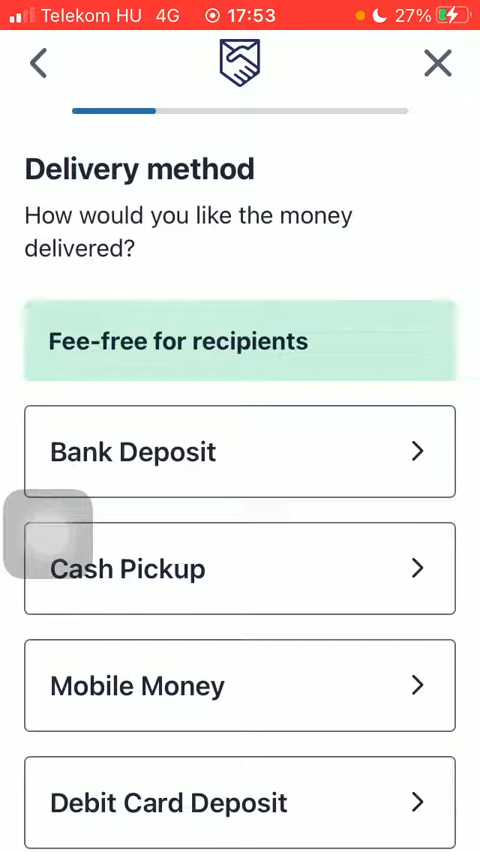 Telekom HU 4G 17:53 27%
Delivery method
How would you like the money
delivered?
Fee-free for recipients
Bank Deposit
Cash Pickup
Mobile Money
Debit Card Deposit